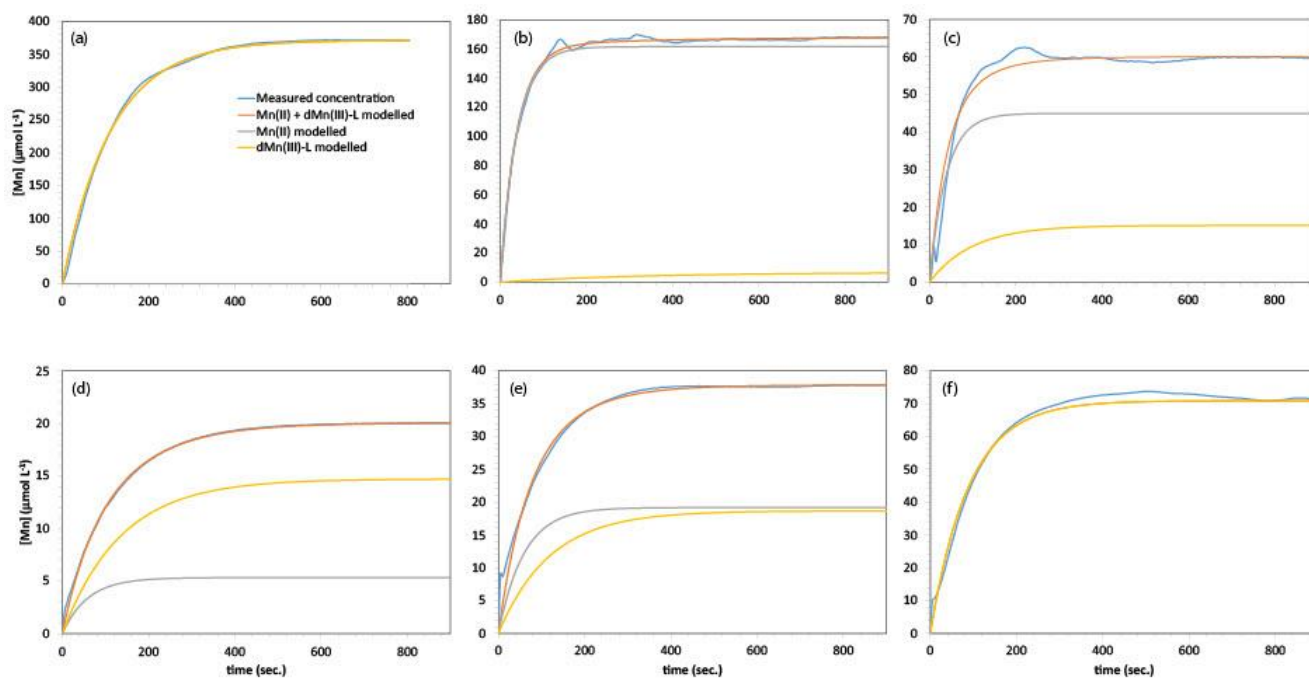 (a)
400
350
300
250
200
150
100
50
0
[Mn] (µmol L⁻¹)
Measured concentration
Mn(II) + dMn(III)-L modelled
Mn(II) modelled
dMn(III)-L modelled
0 200 400 600 800
(b)
180
160
140
120
100
80
60
40
20
0
0 200 400 600 800
(c)
70
60
50
40
30
20
10
0
0 200 400 600 800
(d)
25
20
15
10
5
0
[Mn] (µmol L⁻¹)
0 200 400 600 800
time (sec.)
(e)
40
35
30
25
20
15
10
5
0
0 200 400 600 800
time (sec.)
(f)
80
70
60
50
40
30
20
10
0
0 200 400 600 800
time (sec.)